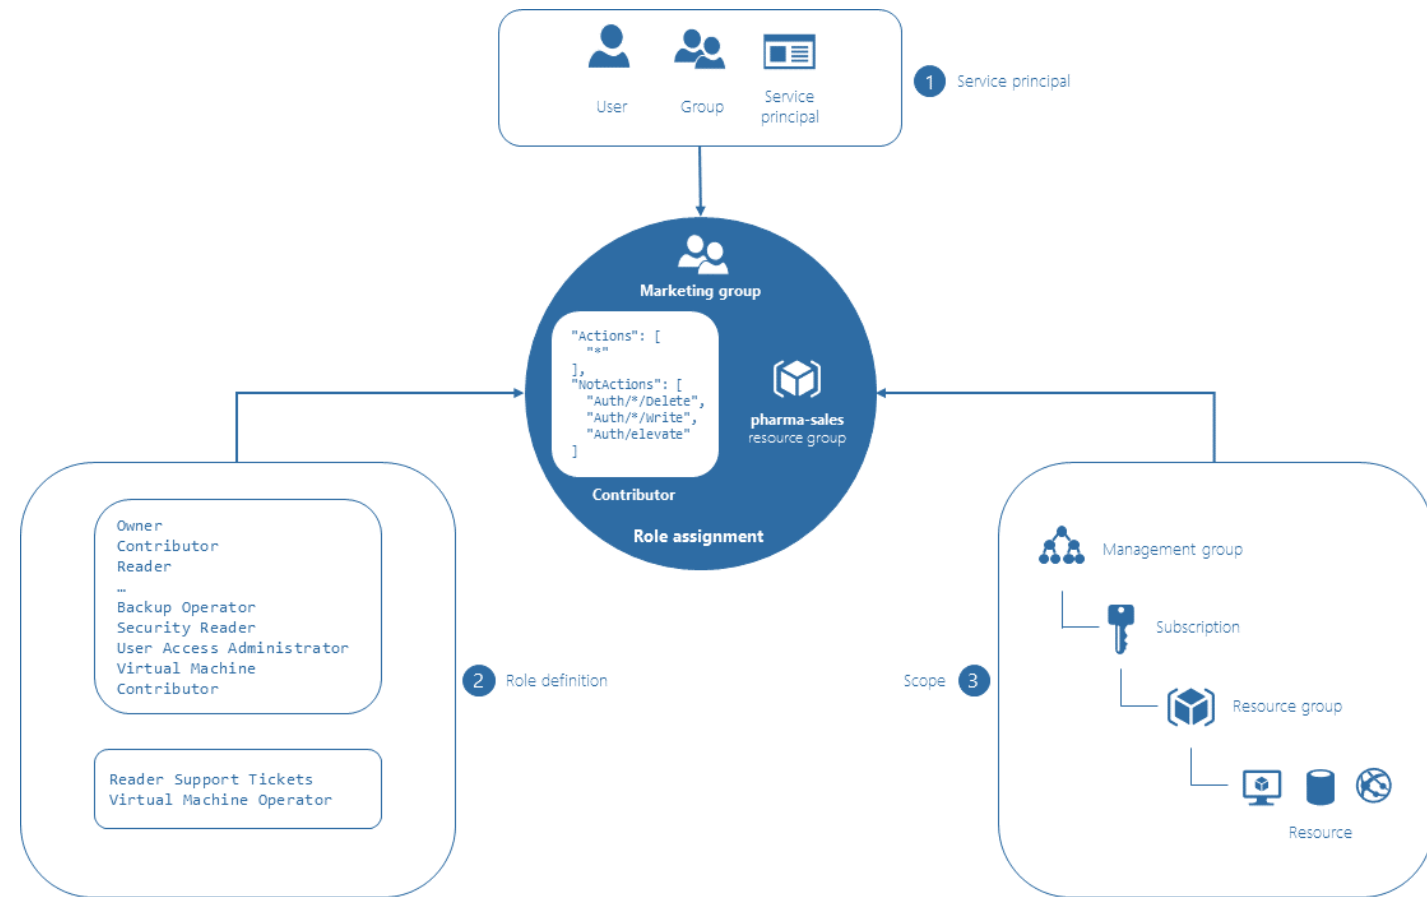 User
Group
Service
principal
1
Service principal
Marketing group
"Actions": [
"*"
],
"NotActions": [
"Auth/*/Delete",
"Auth/*/Write",
"Auth/elevate"
]
Contributor
pharma-sales
resource group
Role assignment
Owner
Contributor
Reader
…
Backup Operator
Security Reader
User Access Administrator
Virtual Machine
Contributor
Reader Support Tickets
Virtual Machine Operator
2
Role definition
Scope
3
Management group
Subscription
Resource group
Resource